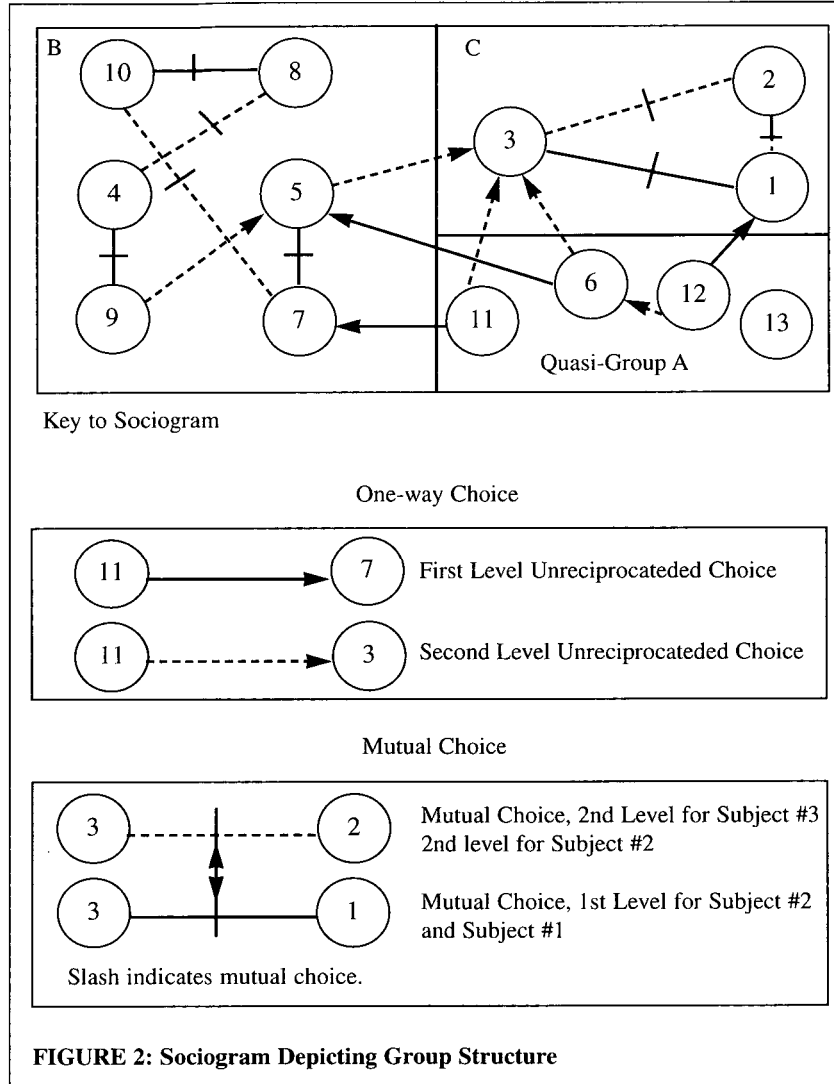 B
C
10
8
2
3
4
5
1
9
7
11
6
12
13
Quasi-Group A
Key to Sociogram
One-way Choice
11
7
First Level Unreciprocateded Choice
11
3
Second Level Unreciprocateded Choice
Mutual Choice
3
2
Mutual Choice, 2nd Level for Subject #3
2nd level for Subject #2
3
1
Mutual Choice, 1st Level for Subject #2
and Subject #1
Slash indicates mutual choice.
FIGURE 2: Sociogram Depicting Group Structure